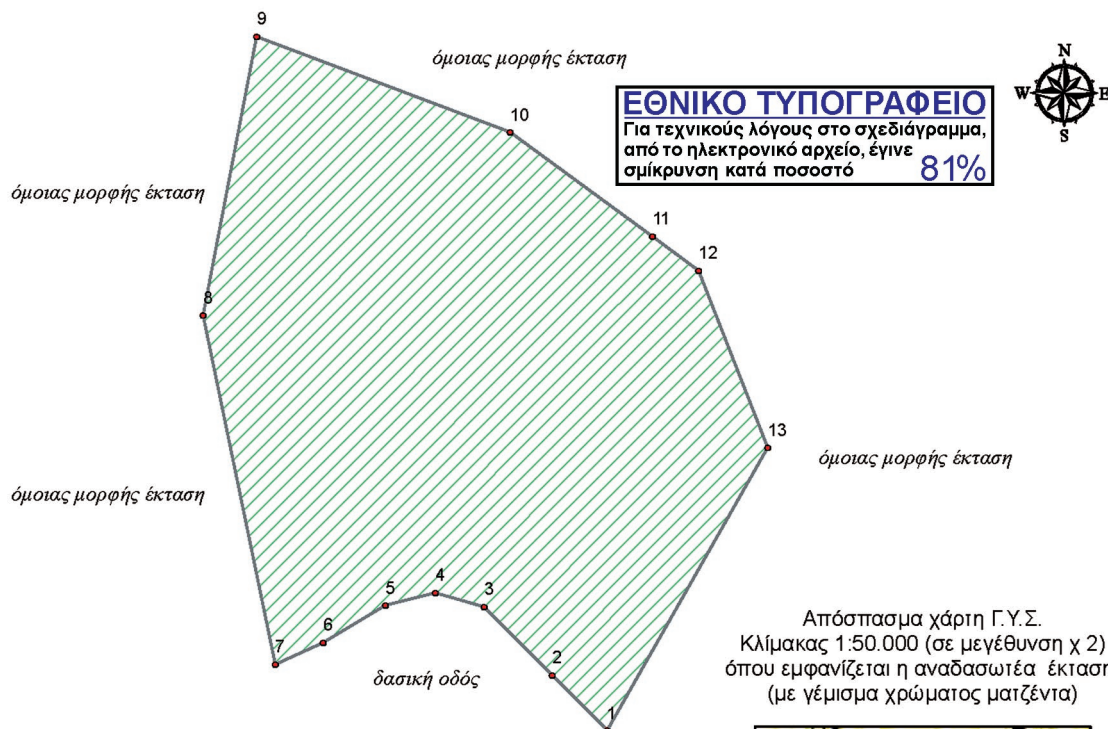 9
όμοιας μορφής έκταση
N
W E
S
ΕΘΝΙΚΟ ΤΥΠΟΓΡΑΦΕΙΟ
Για τεχνικούς λόγους στο σχεδιάγραμμα,
από το ηλεκτρονικό αρχείο, έγινε
σμίκρυνση κατά ποσοστό 81%
10
όμοιας μορφής έκταση
11
12
8
13
όμοιας μορφής έκταση
όμοιας μορφής έκταση
4
5
3
6
7
δασική οδός
2
1
Απόσπασμα χάρτη Γ.Υ.Σ.
Κλίμακας 1:50.000 (σε μεγέθυνση χ 2)
όπου εμφανίζεται η αναδασωτέα έκταση
(με γέμισμα χρώματος ματζέντα)